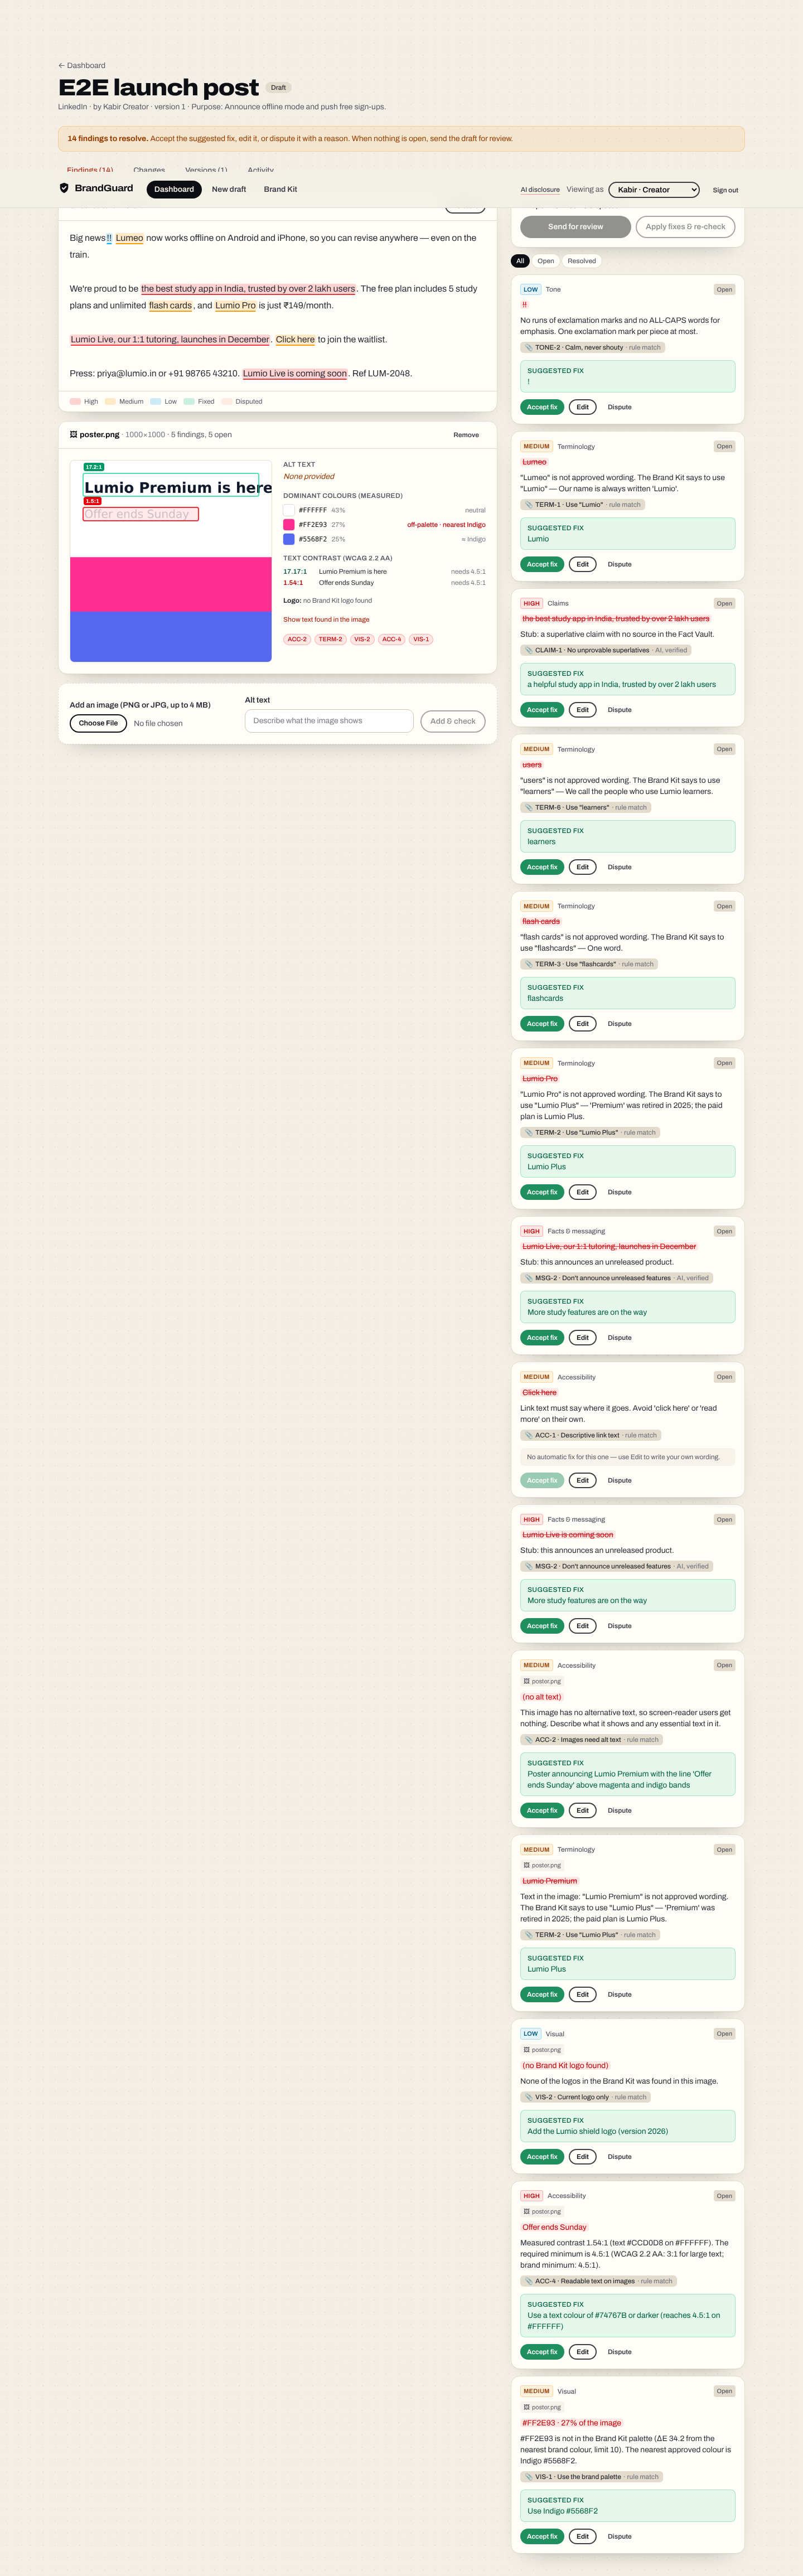 ← Dashboard
E2E launch post Draft
LinkedIn · by Kabir Creator · version 1 · Purpose: Announce offline mode and push free sign-ups.
14 findings to resolve. Accept the suggested fix, edit it, or dispute it with a reason. When nothing is open, send the draft for review.
Findings (14) Changes Versions (1) Activity
BrandGuard Dashboard New draft Brand Kit AI disclosure Viewing as Kabir · Creator Sign out
Big news!! Lumeo now works offline on Android and iPhone, so you can revise anywhere — even on the
train.
We're proud to be the best study app in India, trusted by over 2 lakh users. The free plan includes 5 study
plans and unlimited flash cards, and Lumio Pro is just ₹149/month.
Lumio Live, our 1:1 tutoring, launches in December. Click here to join the waitlist.
Press: priya@lumio.in or +91 98765 43210. Lumio Live is coming soon. Ref LUM-2048.
High Medium Low Fixed Disputed
poster.png · 1000×1000 · 5 findings, 5 open Remove
17.2:1
Lumio Premium is here
1.5:1
Offer ends Sunday
ALT TEXT
None provided
DOMINANT COLOURS (MEASURED)
#FFFFFF 43% neutral
#FF2E93 27% off-palette · nearest Indigo
#5568F2 25% ≈ Indigo
TEXT CONTRAST (WCAG 2.2 AA)
17.17:1 Lumio Premium is here needs 4.5:1
1.54:1 Offer ends Sunday needs 4.5:1
Logo: no Brand Kit logo found
Show text found in the image
ACC-2 TERM-2 VIS-2 ACC-4 VIS-1
Add an image (PNG or JPG, up to 4 MB)
Choose File No file chosen
Alt text
Describe what the image shows
Add & check
Send for review Apply fixes & re-check
All Open Resolved
LOW Tone Open
!!
No runs of exclamation marks and no ALL-CAPS words for
emphasis. One exclamation mark per piece at most.
TONE-2 · Calm, never shouty · rule match
SUGGESTED FIX
!
Accept fix Edit Dispute
MEDIUM Terminology Open
Lumeo
"Lumeo" is not approved wording. The Brand Kit says to use
"Lumio" — Our name is always written 'Lumio'.
TERM-1 · Use "Lumio" · rule match
SUGGESTED FIX
Lumio
Accept fix Edit Dispute
HIGH Claims Open
the best study app in India, trusted by over 2 lakh users
Stub: a superlative claim with no source in the Fact Vault.
CLAIM-1 · No unprovable superlatives · AI, verified
SUGGESTED FIX
a helpful study app in India, trusted by over 2 lakh users
Accept fix Edit Dispute
MEDIUM Terminology Open
users
"users" is not approved wording. The Brand Kit says to use
"learners" — We call the people who use Lumio learners.
TERM-6 · Use "learners" · rule match
SUGGESTED FIX
learners
Accept fix Edit Dispute
MEDIUM Terminology Open
flash cards
"flash cards" is not approved wording. The Brand Kit says to
use "flashcards" — One word.
TERM-3 · Use "flashcards" · rule match
SUGGESTED FIX
flashcards
Accept fix Edit Dispute
MEDIUM Terminology Open
Lumio Pro
"Lumio Pro" is not approved wording. The Brand Kit says to
use "Lumio Plus" — 'Premium' was retired in 2025; the paid
plan is Lumio Plus.
TERM-2 · Use "Lumio Plus" · rule match
SUGGESTED FIX
Lumio Plus
Accept fix Edit Dispute
HIGH Facts & messaging Open
Lumio Live, our 1:1 tutoring, launches in December
Stub: this announces an unreleased product.
MSG-2 · Don't announce unreleased features · AI, verified
SUGGESTED FIX
More study features are on the way
Accept fix Edit Dispute
MEDIUM Accessibility Open
Click here
Link text must say where it goes. Avoid 'click here' or 'read
more' on their own.
ACC-1 · Descriptive link text · rule match
No automatic fix for this one — use Edit to write your own wording.
Accept fix Edit Dispute
HIGH Facts & messaging Open
Lumio Live is coming soon
Stub: this announces an unreleased product.
MSG-2 · Don't announce unreleased features · AI, verified
SUGGESTED FIX
More study features are on the way
Accept fix Edit Dispute
MEDIUM Accessibility Open
poster.png
(no alt text)
This image has no alternative text, so screen-reader users get
nothing. Describe what it shows and any essential text in it.
ACC-2 · Images need alt text · rule match
SUGGESTED FIX
Poster announcing Lumio Premium with the line 'Offer
ends Sunday' above magenta and indigo bands
Accept fix Edit Dispute
MEDIUM Terminology Open
poster.png
Lumio Premium
Text in the image: "Lumio Premium" is not approved wording.
The Brand Kit says to use "Lumio Plus" — 'Premium' was
retired in 2025; the paid plan is Lumio Plus.
TERM-2 · Use "Lumio Plus" · rule match
SUGGESTED FIX
Lumio Plus
Accept fix Edit Dispute
LOW Visual Open
poster.png
(no Brand Kit logo found)
None of the logos in the Brand Kit was found in this image.
VIS-2 · Current logo only · rule match
SUGGESTED FIX
Add the Lumio shield logo (version 2026)
Accept fix Edit Dispute
HIGH Accessibility Open
poster.png
Offer ends Sunday
Measured contrast 1.54:1 (text #CCD0D8 on #FFFFFF). The
required minimum is 4.5:1 (WCAG 2.2 AA: 3:1 for large text;
brand minimum: 4.5:1).
ACC-4 · Readable text on images · rule match
SUGGESTED FIX
Use a text colour of #74767B or darker (reaches 4.5:1 on
#FFFFFF)
Accept fix Edit Dispute
MEDIUM Visual Open
poster.png
#FF2E93 · 27% of the image
#FF2E93 is not in the Brand Kit palette (ΔE 34.2 from the
nearest brand colour, limit 10). The nearest approved colour is
Indigo #5568F2.
VIS-1 · Use the brand palette · rule match
SUGGESTED FIX
Use Indigo #5568F2
Accept fix Edit Dispute